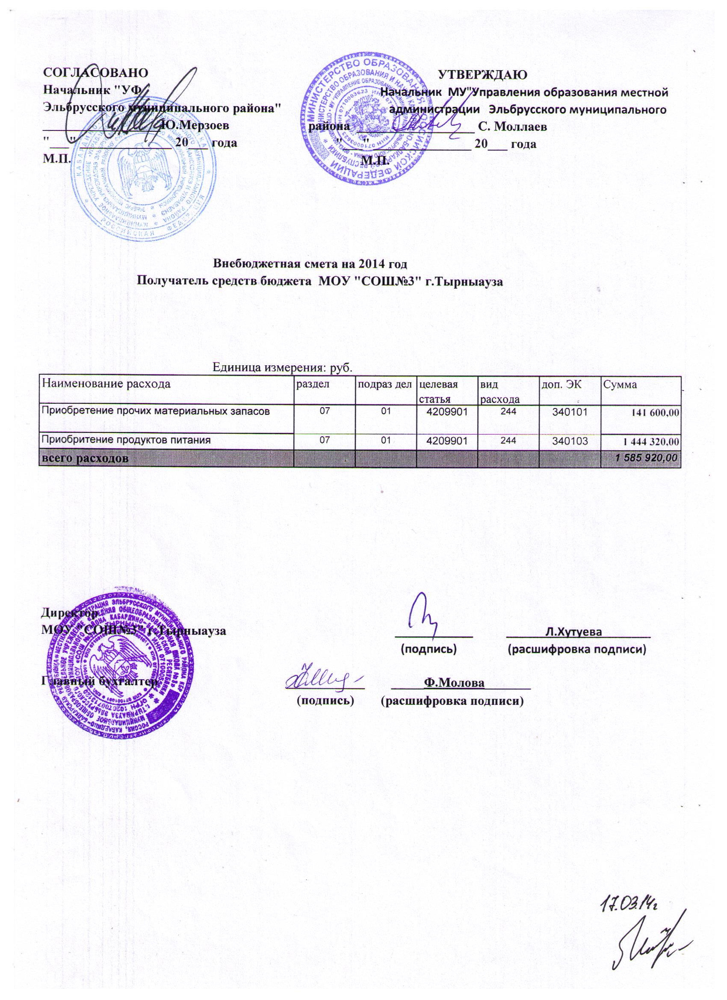 СОГЛАСОВАНО
Начальник "УФ
Эльбрусского муниципального района"
__________________Ю.Мерзоев
"___"______________ 20___ года
М.П.
УТВЕРЖДАЮ
Начальник МУ"Управления образования местной
администрации Эльбрусского муниципального
района __________________ С. Моллаев
"___" _______________ 20___ года
М.П.
Внебюджетная смета на 2014 год
Получатель средств бюджета МОУ "СОШ№3" г.Тырныауза
Единица измерения: руб.
Наименование расхода раздел подраз дел целевая статья вид расхода доп. ЭК Сумма
Приобретение прочих материальных запасов 07 01 4209901 244 340101 141 600,00
Приобритение продуктов питания 07 01 4209901 244 340103 1 444 320,00
всего расходов 1 585 920,00
Директор
МОУ "СОШ№3" г.Тырныауза
Л.Хутуева
(подпись) (расшифровка подписи)
Главный бухгалтер
Ф.Молова
(подпись) (расшифровка подписи)
17.03.14г